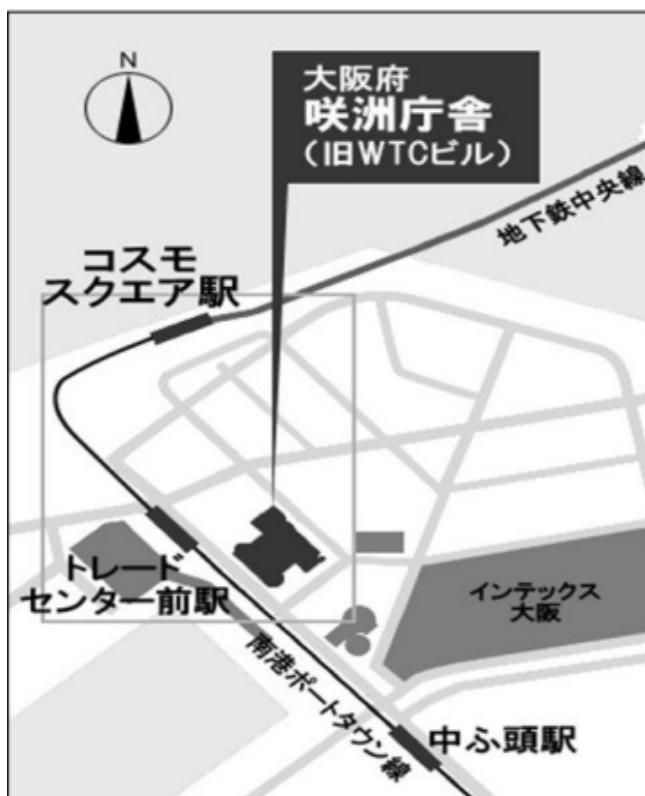 N
大阪府
咲洲庁舎
（旧WTCビル）
地下鉄中央線
コスモ
スクエア駅
トレード
センター前駅
インテックス
大阪
南港ポートタウン線
中ふ頭駅